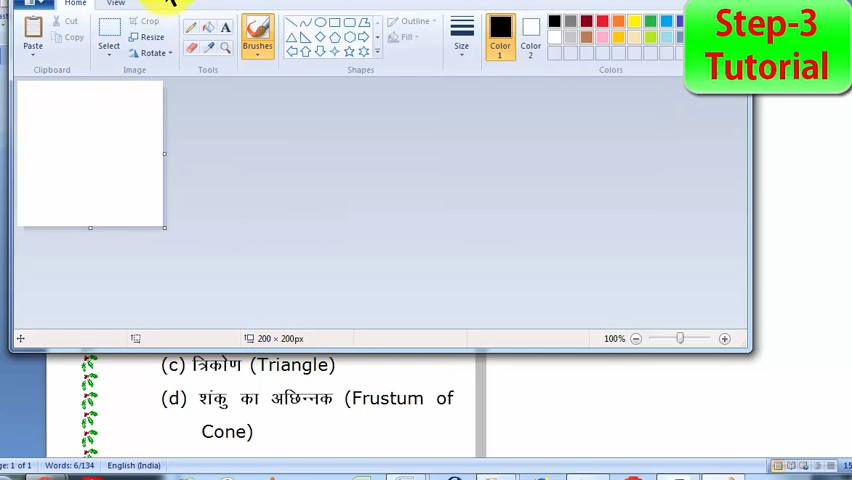 Home View
Step-3
Tutorial
Cut
Copy
Paste
Clipboard
Crop
Resize
Rotate
Select
Image
A
Tools
Brushes
Shapes
Outline
Fill
Size
Color
1
Color
2
Colors
200 × 200px
100%
(c) त्रिकोण (Triangle)
(d) शंकु का अछिन्नक (Frustum of
Cone)
age: 1 of 1 Words: 6/134 English (India)
15